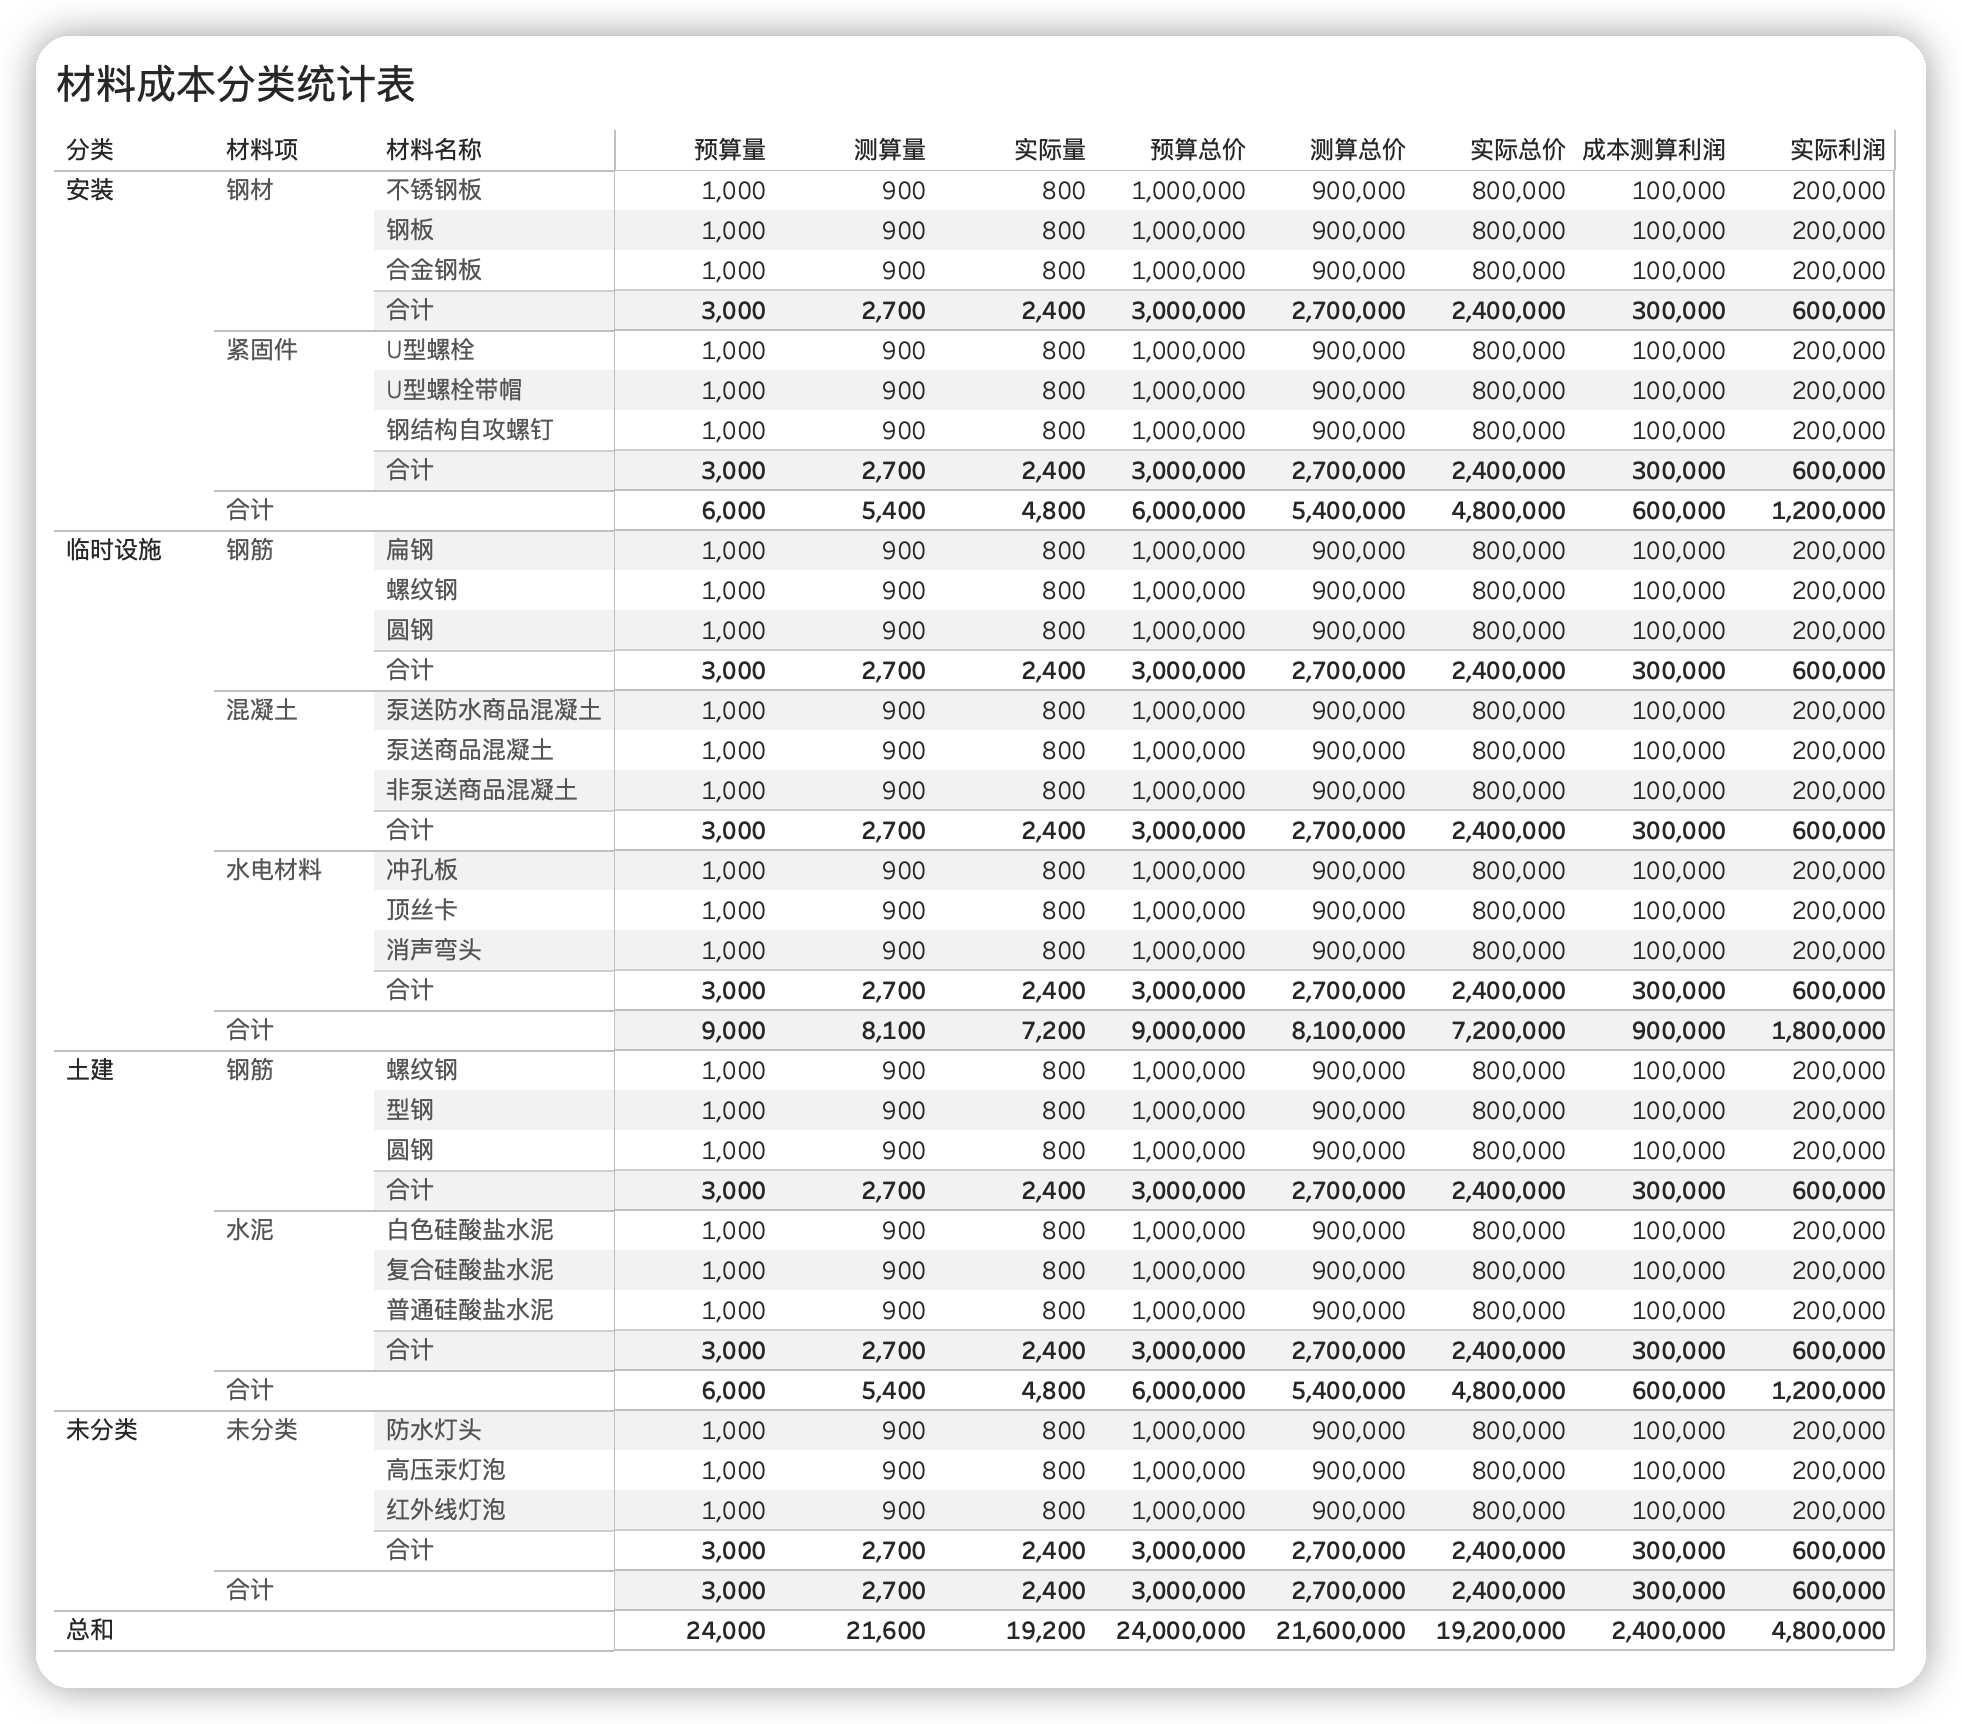 材料成本分类统计表
分类 材料项 材料名称 预算量 测算量 实际量 预算总价 测算总价 实际总价 成本测算利润 实际利润
安装 钢材 不锈钢板 1,000 900 800 1,000,000 900,000 800,000 100,000 200,000
钢板 1,000 900 800 1,000,000 900,000 800,000 100,000 200,000
合金钢板 1,000 900 800 1,000,000 900,000 800,000 100,000 200,000
合计 3,000 2,700 2,400 3,000,000 2,700,000 2,400,000 300,000 600,000
紧固件 U型螺栓 1,000 900 800 1,000,000 900,000 800,000 100,000 200,000
U型螺栓带帽 1,000 900 800 1,000,000 900,000 800,000 100,000 200,000
钢结构自攻螺钉 1,000 900 800 1,000,000 900,000 800,000 100,000 200,000
合计 3,000 2,700 2,400 3,000,000 2,700,000 2,400,000 300,000 600,000
合计 6,000 5,400 4,800 6,000,000 5,400,000 4,800,000 600,000 1,200,000
临时设施 钢筋 扁钢 1,000 900 800 1,000,000 900,000 800,000 100,000 200,000
螺纹钢 1,000 900 800 1,000,000 900,000 800,000 100,000 200,000
圆钢 1,000 900 800 1,000,000 900,000 800,000 100,000 200,000
合计 3,000 2,700 2,400 3,000,000 2,700,000 2,400,000 300,000 600,000
混凝土 泵送防水商品混凝土 1,000 900 800 1,000,000 900,000 800,000 100,000 200,000
泵送商品混凝土 1,000 900 800 1,000,000 900,000 800,000 100,000 200,000
非泵送商品混凝土 1,000 900 800 1,000,000 900,000 800,000 100,000 200,000
合计 3,000 2,700 2,400 3,000,000 2,700,000 2,400,000 300,000 600,000
水电材料 冲孔板 1,000 900 800 1,000,000 900,000 800,000 100,000 200,000
顶丝卡 1,000 900 800 1,000,000 900,000 800,000 100,000 200,000
消声弯头 1,000 900 800 1,000,000 900,000 800,000 100,000 200,000
合计 3,000 2,700 2,400 3,000,000 2,700,000 2,400,000 300,000 600,000
合计 9,000 8,100 7,200 9,000,000 8,100,000 7,200,000 900,000 1,800,000
土建 钢筋 螺纹钢 1,000 900 800 1,000,000 900,000 800,000 100,000 200,000
型钢 1,000 900 800 1,000,000 900,000 800,000 100,000 200,000
圆钢 1,000 900 800 1,000,000 900,000 800,000 100,000 200,000
合计 3,000 2,700 2,400 3,000,000 2,700,000 2,400,000 300,000 600,000
水泥 白色硅酸盐水泥 1,000 900 800 1,000,000 900,000 800,000 100,000 200,000
复合硅酸盐水泥 1,000 900 800 1,000,000 900,000 800,000 100,000 200,000
普通硅酸盐水泥 1,000 900 800 1,000,000 900,000 800,000 100,000 200,000
合计 3,000 2,700 2,400 3,000,000 2,700,000 2,400,000 300,000 600,000
合计 6,000 5,400 4,800 6,000,000 5,400,000 4,800,000 600,000 1,200,000
未分类 未分类 防水灯头 1,000 900 800 1,000,000 900,000 800,000 100,000 200,000
高压汞灯泡 1,000 900 800 1,000,000 900,000 800,000 100,000 200,000
红外线灯泡 1,000 900 800 1,000,000 900,000 800,000 100,000 200,000
合计 3,000 2,700 2,400 3,000,000 2,700,000 2,400,000 300,000 600,000
合计 3,000 2,700 2,400 3,000,000 2,700,000 2,400,000 300,000 600,000
总和 24,000 21,600 19,200 24,000,000 21,600,000 19,200,000 2,400,000 4,800,000